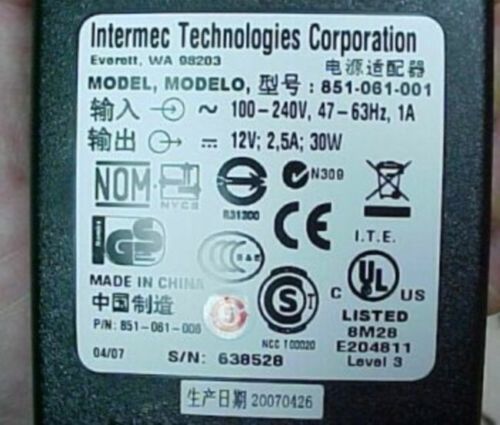 Intermec Technologies Corporation
Everett, WA 98203
电源适配器
MODEL, MODELO, 型号: 851-061-001
输入 ~ 100-240V, 47-63Hz, 1A
输出 12V; 2,5A; 30W
NOM
NYCE
R31300
N309
GS
S&E
I.T.E.
MADE IN CHINA
中国制造
P/N: 851-061-006
S T
NCC T00020
C UL US
LISTED
8M28
E204811
Level 3
04/07
S/N: 638528
生产日期 20070426